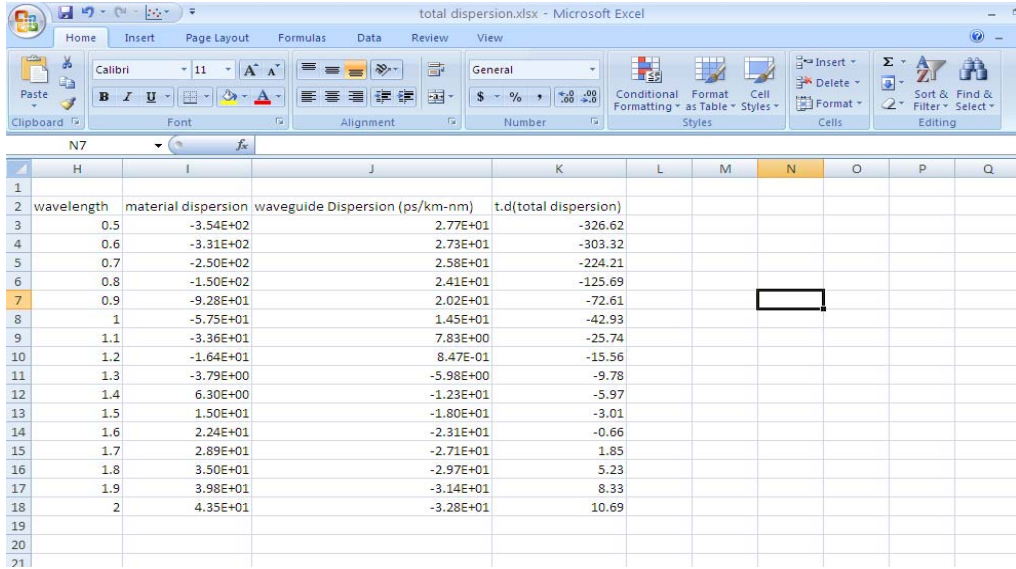 total dispersion.xlsx - Microsoft Excel
Home Insert Page Layout Formulas Data Review View
Paste Calibri 11 A A General Conditional Formatting Format as Table Cell Styles Insert Delete Format Σ Sort & Filter Find & Select
B I U A $ % , .0 .00 .00 .0
Clipboard Font Alignment Number Styles Cells Editing
N7 fx
H I J K L M N O P Q
1
2 wavelength material dispersion waveguide Dispersion (ps/km-nm) t.d(total dispersion)
3 0.5 -3.54E+02 2.77E+01 -326.62
4 0.6 -3.31E+02 2.73E+01 -303.32
5 0.7 -2.50E+02 2.58E+01 -224.21
6 0.8 -1.50E+02 2.41E+01 -125.69
7 0.9 -9.28E+01 2.02E+01 -72.61
8 1 -5.75E+01 1.45E+01 -42.93
9 1.1 -3.36E+01 7.83E+00 -25.74
10 1.2 -1.64E+01 8.47E-01 -15.56
11 1.3 -3.79E+00 -5.98E+00 -9.78
12 1.4 6.30E+00 -1.23E+01 -5.97
13 1.5 1.50E+01 -1.80E+01 -3.01
14 1.6 2.24E+01 -2.31E+01 -0.66
15 1.7 2.89E+01 -2.71E+01 1.85
16 1.8 3.50E+01 -2.97E+01 5.23
17 1.9 3.98E+01 -3.14E+01 8.33
18 2 4.35E+01 -3.28E+01 10.69
19
20
21